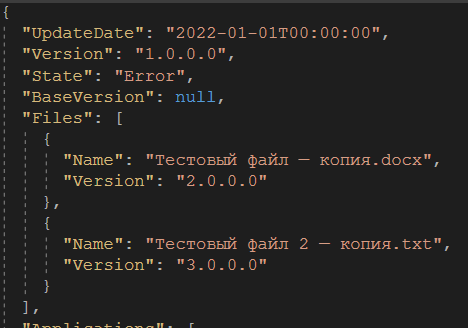 {
"UpdateDate": "2022-01-01T00:00:00",
"Version": "1.0.0.0",
"State": "Error",
"BaseVersion": null,
"Files": [
{
"Name": "Тестовый файл — копия.docx",
"Version": "2.0.0.0"
},
{
"Name": "Тестовый файл 2 — копия.txt",
"Version": "3.0.0.0"
}
],
"Applications": [